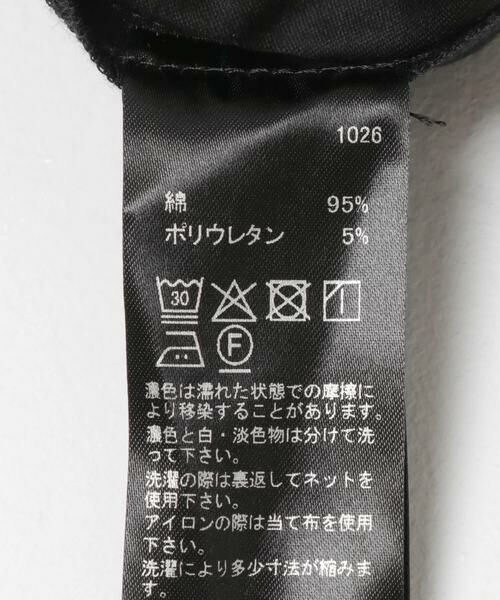 1026
綿 95%
ポリウレタン 5%
30
F
濃色は濡れた状態での摩擦に
より移染することがあります。
濃色と白・淡色物は分けて洗
って下さい。
洗濯の際は裏返してネットを
使用下さい。
アイロンの際は当て布を使用
下さい。
洗濯により多少寸法が縮みま
す。